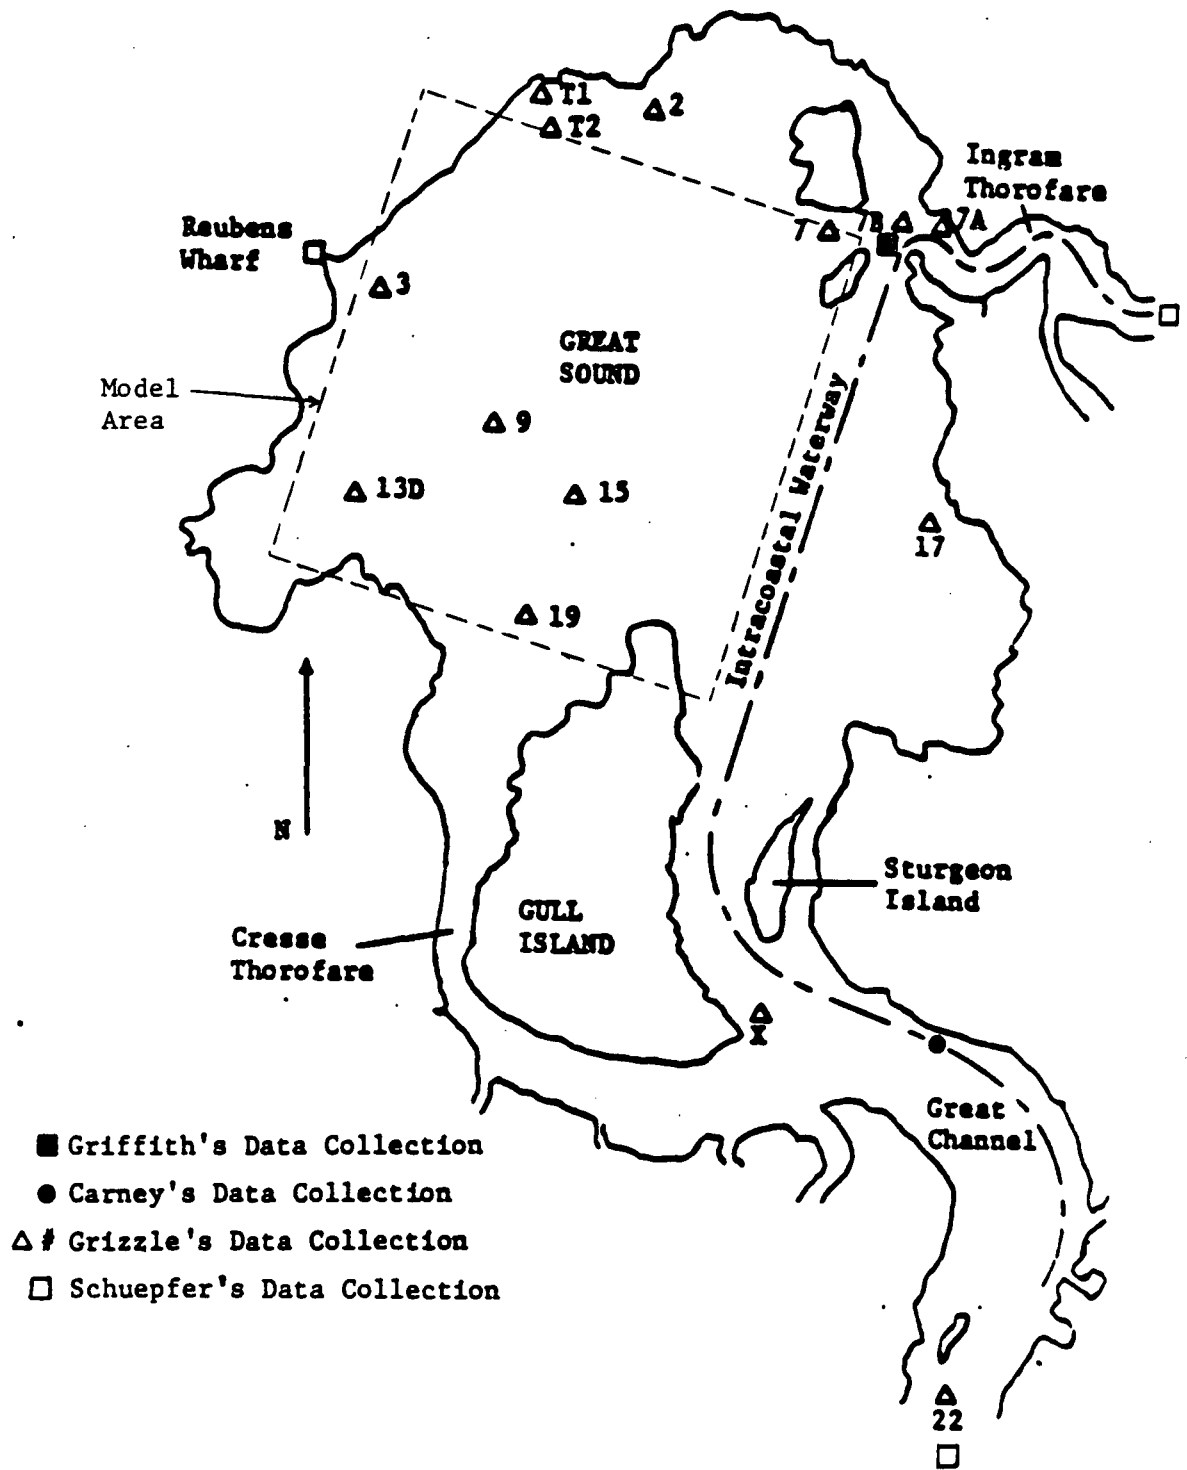 T1
2
T2
Ingram
Thorofare
7
B
7A
Reubens
Wharf
3
GREAT
SOUND
Model
Area
9
13D
15
Intracoastal Waterway
17
19
N
Sturgeon
Island
GULL
ISLAND
Cresse
Thorofare
X
Great
Channel
Griffith's Data Collection
Carney's Data Collection
# Grizzle's Data Collection
Schuepfer's Data Collection
22